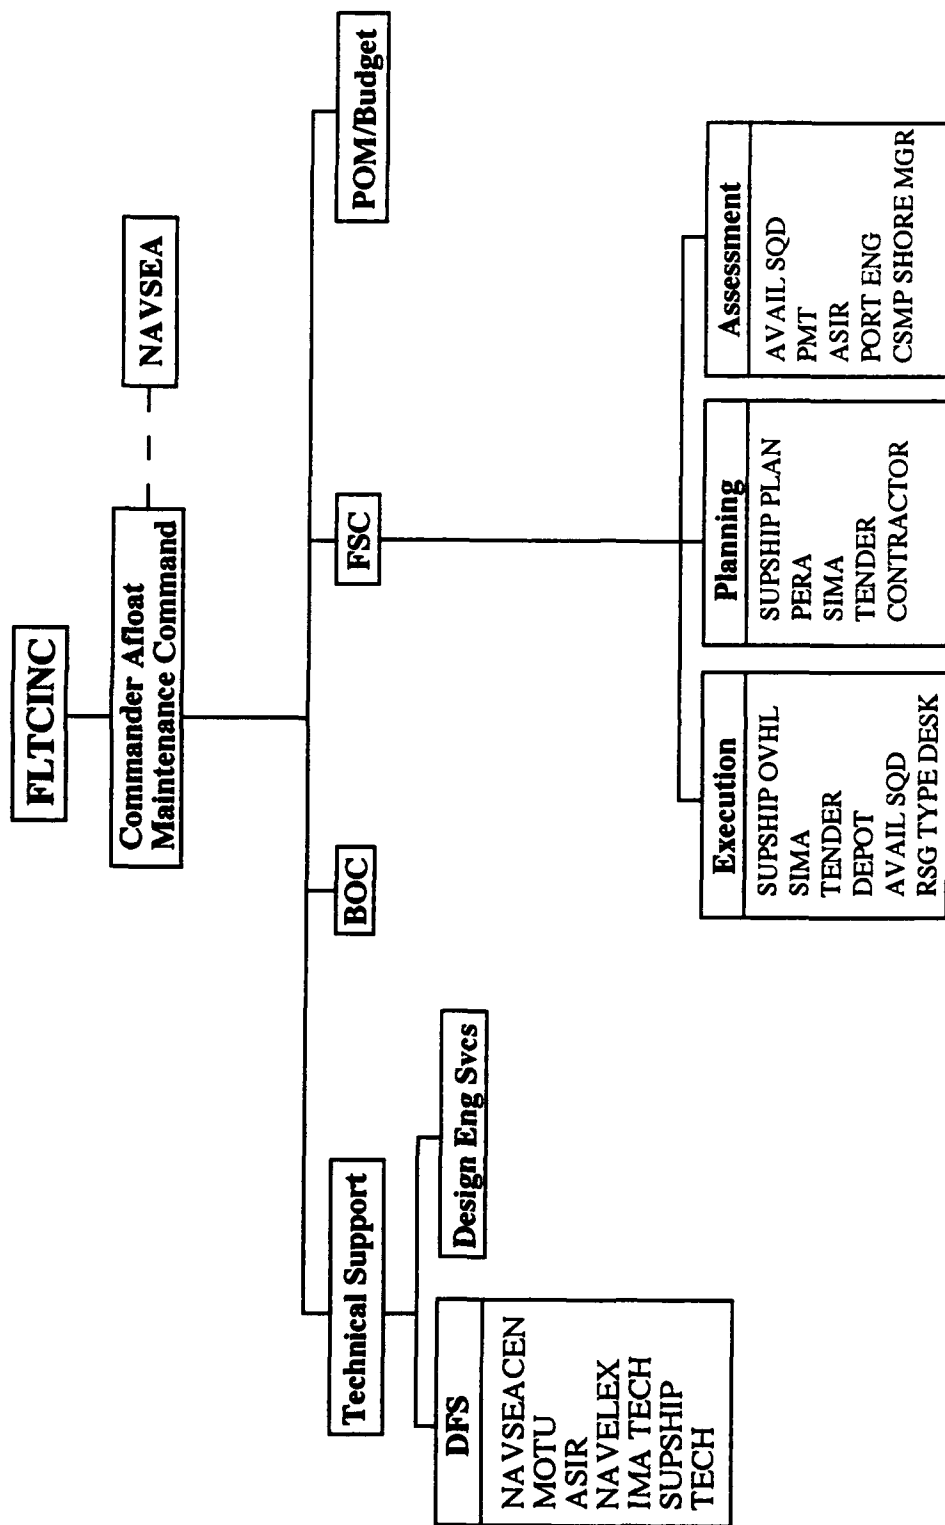 FLTCINC
Commander Afloat
Maintenance Command
NAVSEA
Technical Support
BOC
FSC
POM/Budget
DFS
NAVSEACEN
MOTU
ASIR
NAVELEX
IMA TECH
SUPSHIP
TECH
Design Eng Svcs
Execution
SUPSHIP OVHL
SIMA
TENDER
DEPOT
AVAIL SQD
RSG TYPE DESK
Planning
SUPSHIP PLAN
PERA
SIMA
TENDER
CONTRACTOR
Assessment
AVAIL SQD
PMT
ASIR
PORT ENG
CSMP SHORE MGR